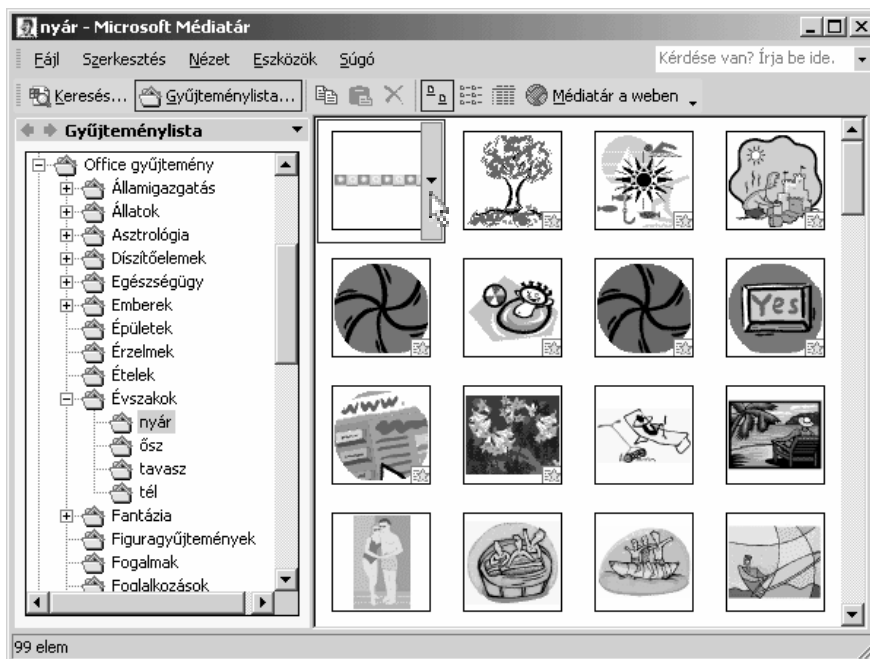 nyár - Microsoft Médiatár
Fájl Szerkesztés Nézet Eszközök Súgó Kérdése van? Írja be ide.
Keresés... Gyűjteménylista... Médiatár a weben
Gyűjteménylista
Office gyűjtemény
Államigazgatás
Állatok
Asztrológia
Díszítőelemek
Egészségügy
Emberek
Épületek
Érzelmek
Ételek
Évszakok
nyár
ősz
tavasz
tél
Fantázia
Figuragyűjtemények
Fogalmak
Foglalkozások
Yes
www.
99 elem